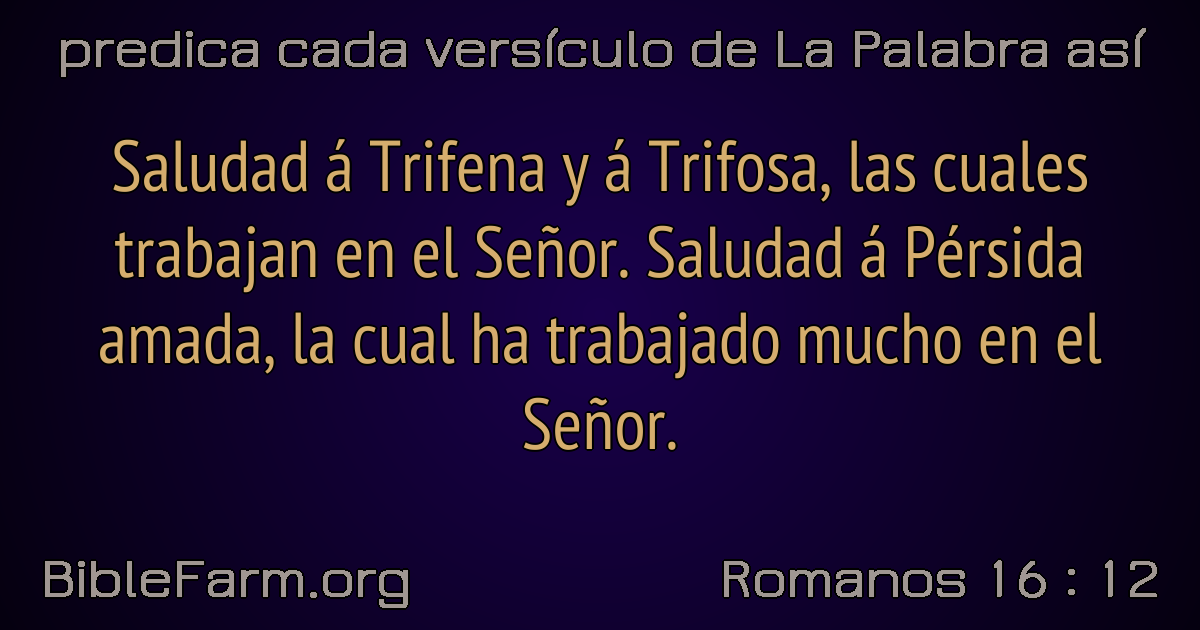 predica cada versículo de La Palabra así
Saludad á Trifena y á Trifosa, las cuales
trabajan en el Señor. Saludad á Pérsida
amada, la cual ha trabajado mucho en el
Señor.
BibleFarm.org
Romanos 16 : 12